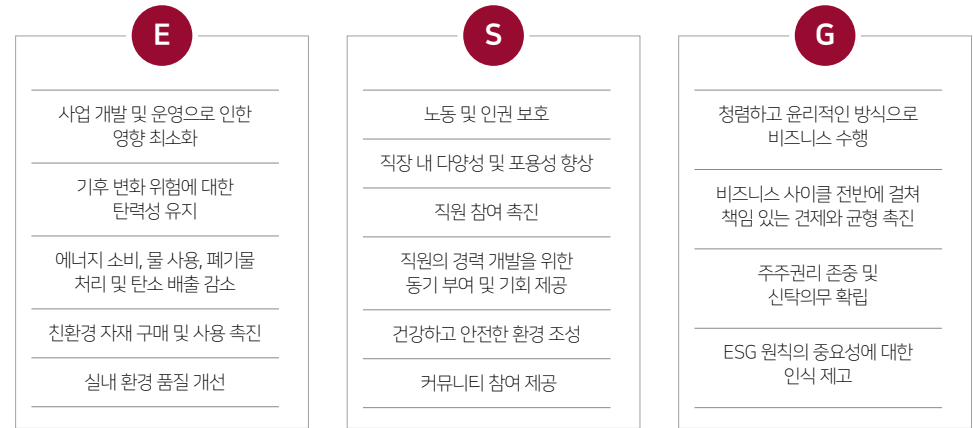 E
사업 개발 및 운영으로 인한
영향 최소화
기후 변화 위험에 대한
탄력성 유지
에너지 소비, 물 사용, 폐기물
처리 및 탄소 배출 감소
친환경 자재 구매 및 사용 촉진
실내 환경 품질 개선
S
노동 및 인권 보호
직장 내 다양성 및 포용성 향상
직원 참여 촉진
직원의 경력 개발을 위한
동기 부여 및 기회 제공
건강하고 안전한 환경 조성
커뮤니티 참여 제공
G
청렴하고 윤리적인 방식으로
비즈니스 수행
비즈니스 사이클 전반에 걸쳐
책임 있는 견제와 균형 촉진
주주권리 존중 및
신탁의무 확립
ESG 원칙의 중요성에 대한
인식 제고